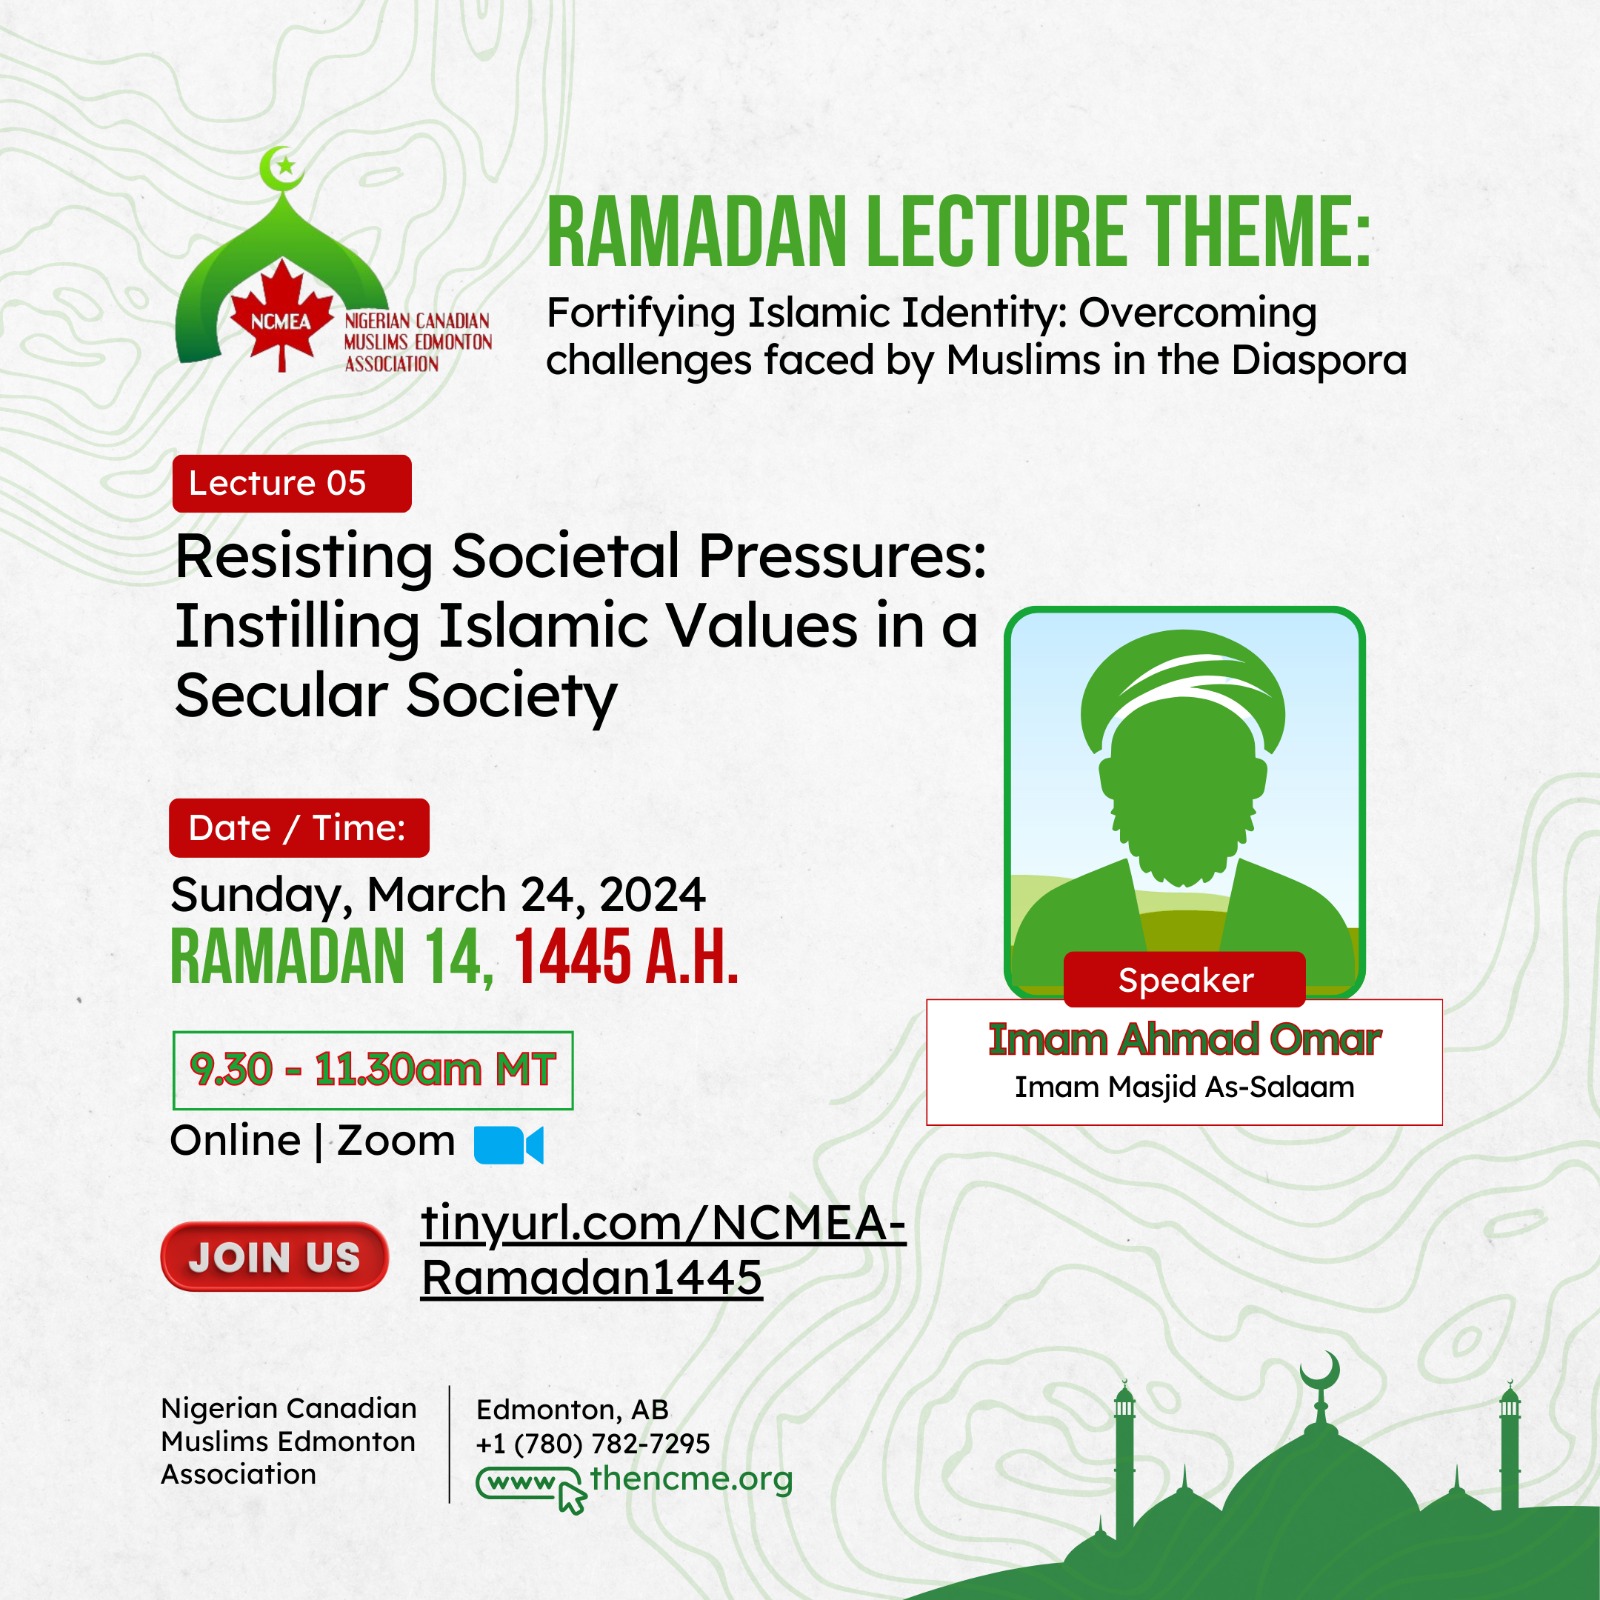 NCMEA
NIGERIAN CANADIAN
MUSLIMS EDMONTON
ASSOCIATION
RAMADAN LECTURE THEME:
Fortifying Islamic Identity: Overcoming
challenges faced by Muslims in the Diaspora
Lecture 05
Resisting Societal Pressures:
Instilling Islamic Values in a
Secular Society
Date / Time:
Sunday, March 24, 2024
RAMADAN 14, 1445 A.H.
9.30 - 11.30am MT
Online | Zoom
JOIN US
tinyurl.com/NCMEA-
Ramadan1445
Speaker
Imam Ahmad Omar
Imam Masjid As-Salaam
Nigerian Canadian
Muslims Edmonton
Association
Edmonton, AB
+1 (780) 782-7295
www thencme.org